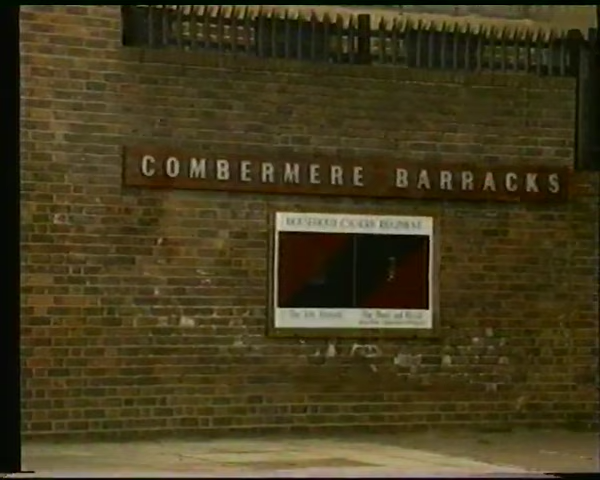 COMBERMERE BARRACKS
HOUSEHOLD CAVALRY REGIMENT
The Life Guards The Blues and Royals